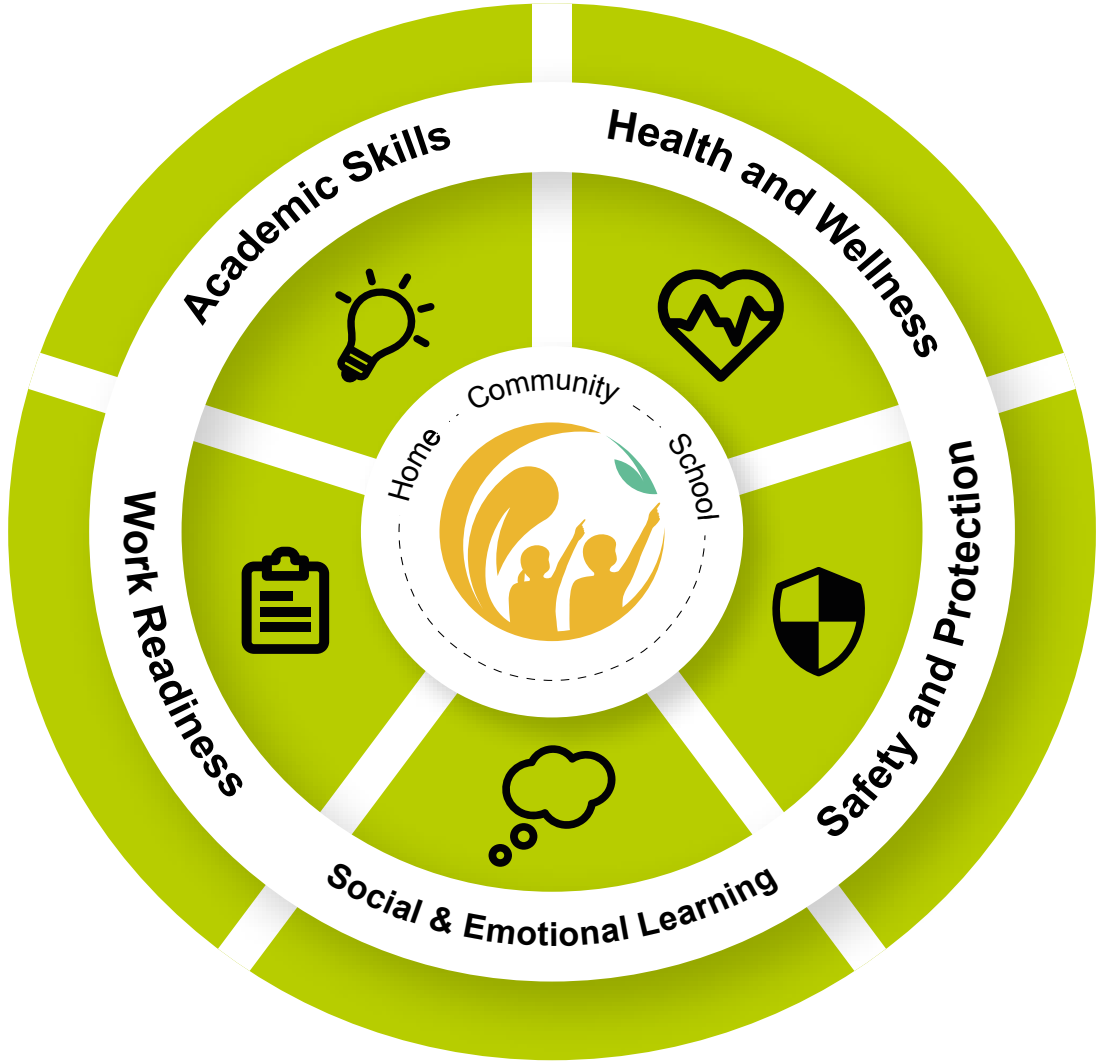 Academic Skills
Health and Wellness
Safety and Protection
Social & Emotional Learning
Work Readiness
Home
Community
School